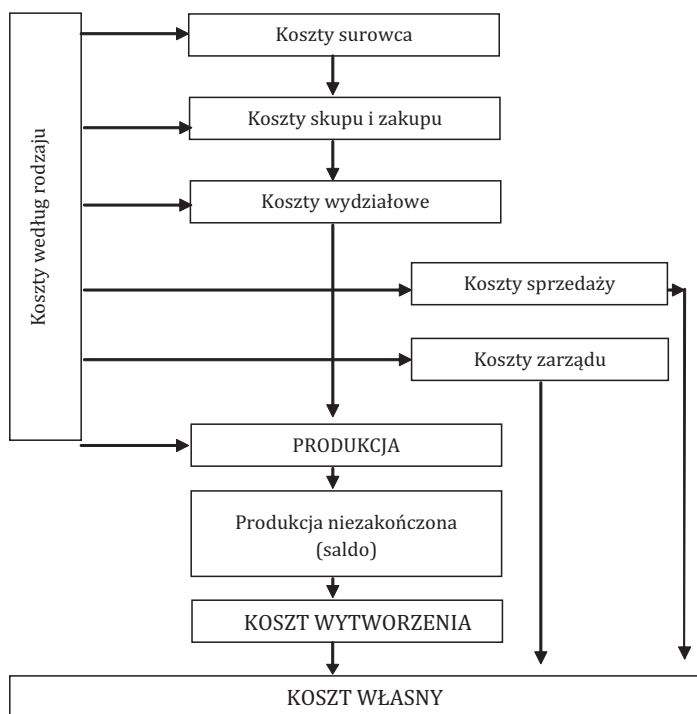 Koszty według rodzaju
Koszty surowca
Koszty skupu i zakupu
Koszty wydziałowe
Koszty sprzedaży
Koszty zarządu
PRODUKCJA
Produkcja niezakończona
(saldo)
KOSZT WYTWORZENIA
KOSZT WŁASNY